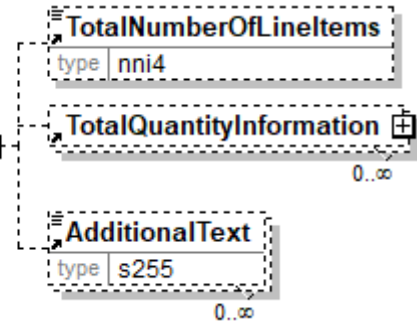 TotalNumberOfLineItems
type nni4
TotalQuantityInformation
0..∞
AdditionalText
type s255
0..∞